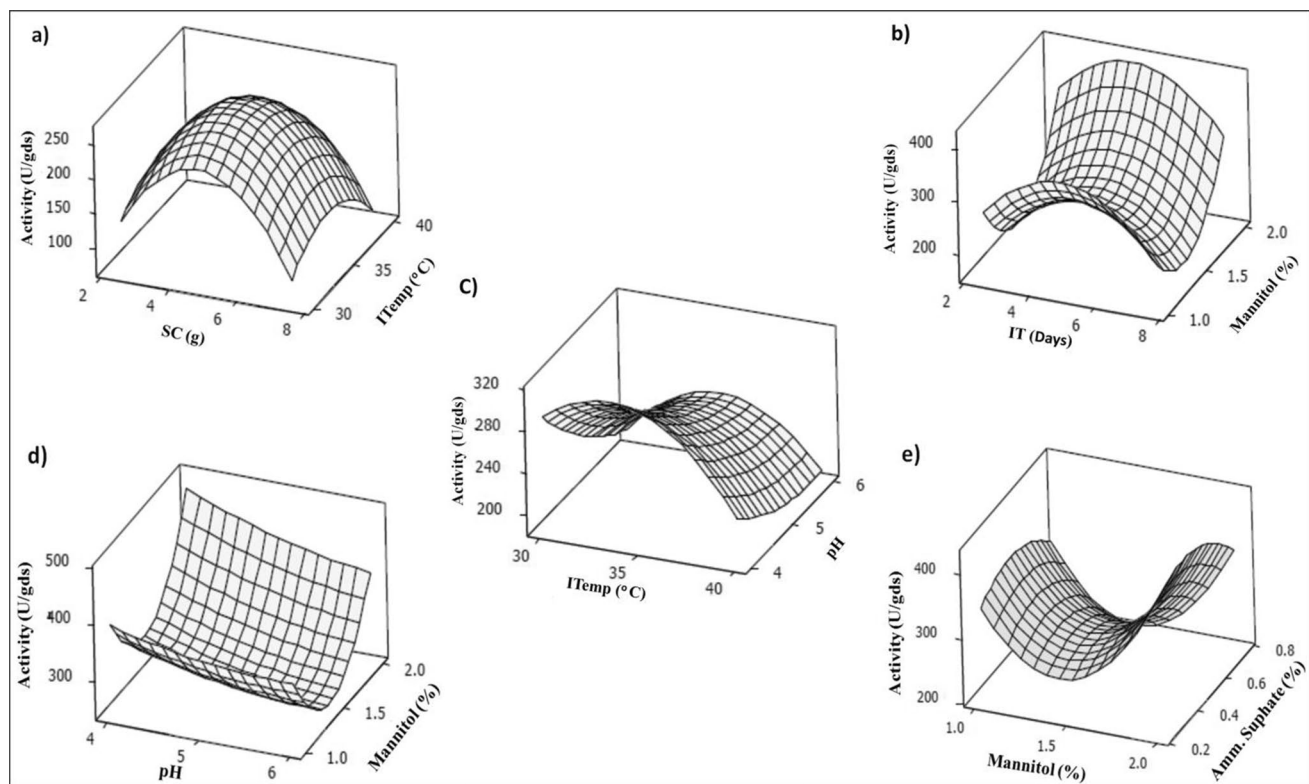 a)
250
200
150
100
Activity (U/gds)
2
4
6
8
SC (g)
30
35
40
ITemp (°C)
b)
400
300
200
Activity (U/gds)
2
4
6
8
IT (Days)
1.0
1.5
2.0
Mannitol (%)
C)
320
280
240
200
Activity (U/gds)
30
35
40
ITemp (°C)
4
5
6
pH
d)
500
400
300
Activity (U/gds)
4
5
6
pH
1.0
1.5
2.0
Mannitol (%)
e)
400
300
200
Activity (U/gds)
1.0
1.5
2.0
Mannitol (%)
0.2
0.4
0.6
0.8
Amm. Suphate (%)